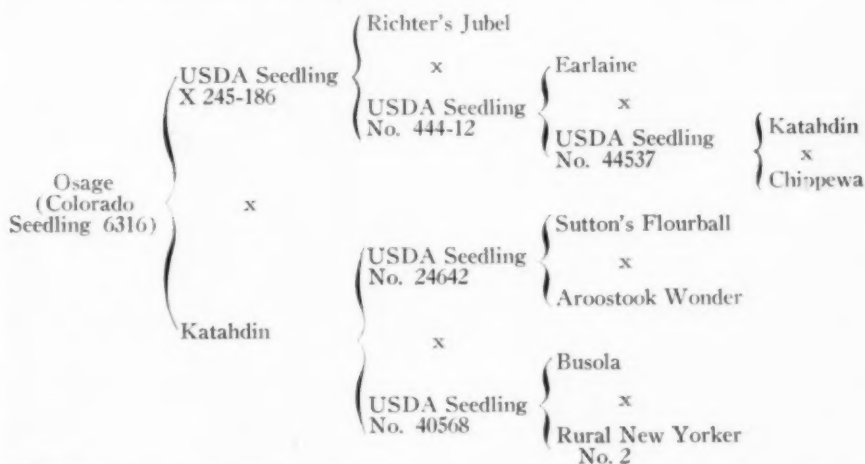 Richter's Jubel
x
USDA Seedling
X 245-186
Earlaine
x
USDA Seedling
No. 444-12
USDA Seedling
No. 44537
Katahdin
x
Chippewa
Osage
(Colorado
Seedling 6316)
x
Sutton's Flourball
x
USDA Seedling
No. 24642
Aroostook Wonder
Katahdin
x
Busola
x
USDA Seedling
No. 40568
Rural New Yorker
No. 2